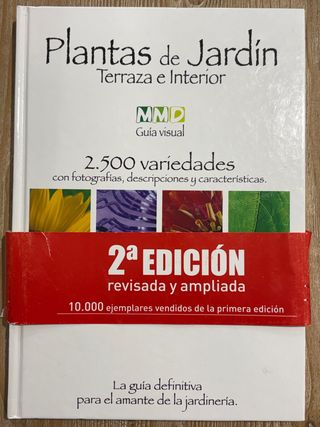 Plantas de Jardín
Terraza e Interior
MMD
Guía visual
2.500 variedades
con fotografías, descripciones y características.
2ª EDICIÓN
revisada y ampliada
10.000 ejemplares vendidos de la primera edición
La guía definitiva
para el amante de la jardinería.